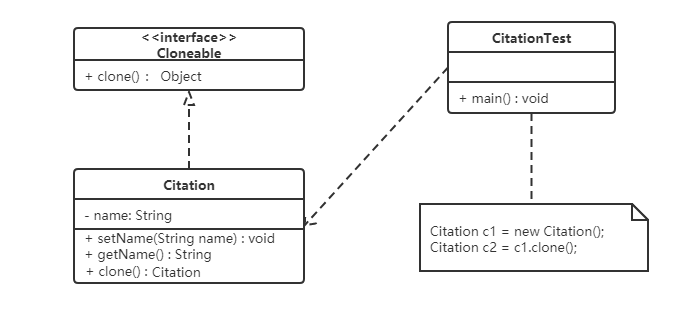 <<interface>>
Cloneable
+ clone() : Object
CitationTest
+ main() : void
Citation
- name: String
+ setName(String name) : void
+ getName() : String
+ clone() : Citation
Citation c1 = new Citation();
Citation c2 = c1.clone();